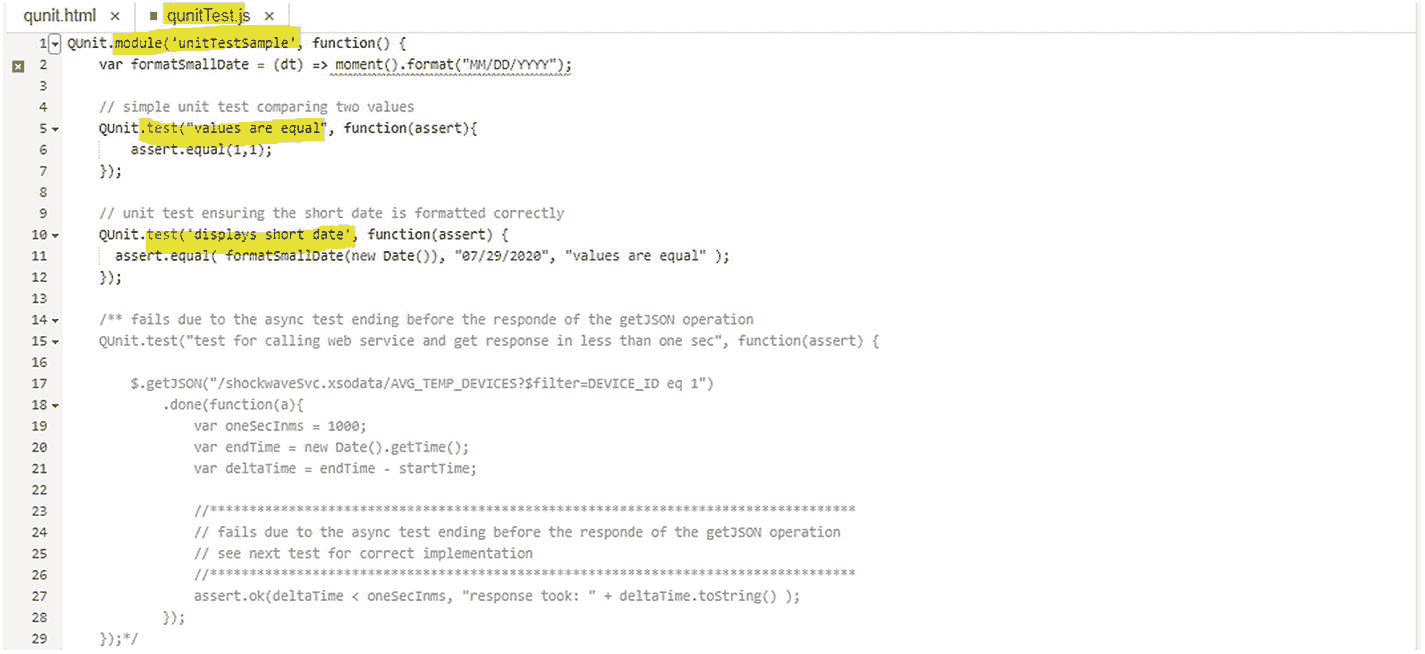 qunit.html × qunitTest.js ×
1 QUnit.module('unitTestSample', function() {
2 var formatSmallDate = (dt) => moment().format("MM/DD/YYYY");
3
4 // simple unit test comparing two values
5 QUnit.test("values are equal", function(assert){
6 assert.equal(1,1);
7 });
8
9 // unit test ensuring the short date is formatted correctly
10 QUnit.test('displays short date', function(assert) {
11 assert.equal( formatSmallDate(new Date()), "07/29/2020", "values are equal" );
12 });
13
14 /** fails due to the async test ending before the responde of the getJSON operation
15 QUnit.test("test for calling web service and get response in less than one sec", function(assert) {
16
17 $.getJSON("/shockwaveSvc.xsodata/AVG_TEMP_DEVICES?$filter=DEVICE_ID eq 1")
18 .done(function(a){
19 var oneSecInms = 1000;
20 var endTime = new Date().getTime();
21 var deltaTime = endTime - startTime;
22
23 //**********************************************************************************
24 // fails due to the async test ending before the responde of the getJSON operation
25 // see next test for correct implementation
26 //**********************************************************************************
27 assert.ok(deltaTime < oneSecInms, "response took: " + deltaTime.toString() );
28 });
29 });*/